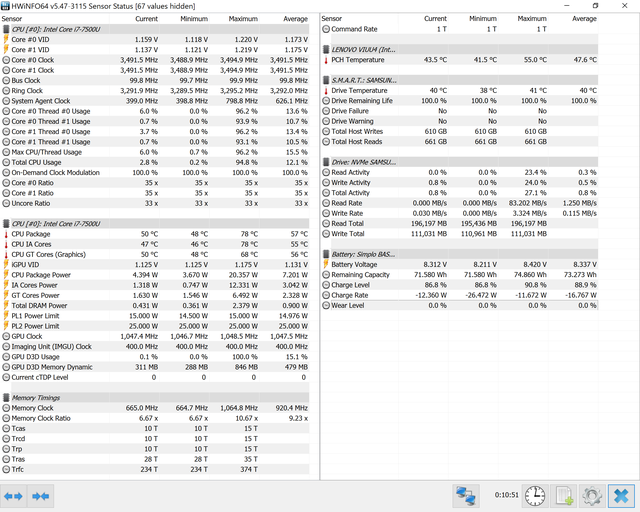 HWiNFO64 v5.47-3115 Sensor Status [67 values hidden]
Sensor Current Minimum Maximum Average
CPU [#0]: Intel Core i7-7500U
Core #0 VID 1.159 V 1.118 V 1.220 V 1.173 V
Core #1 VID 1.137 V 1.121 V 1.219 V 1.175 V
Core #0 Clock 3,491.5 MHz 3,488.9 MHz 3,494.9 MHz 3,491.5 MHz
Core #1 Clock 3,491.5 MHz 3,488.9 MHz 3,494.9 MHz 3,491.5 MHz
Bus Clock 99.8 MHz 99.7 MHz 99.9 MHz 99.8 MHz
Ring Clock 3,291.9 MHz 3,289.5 MHz 3,295.2 MHz 3,292.0 MHz
System Agent Clock 399.0 MHz 398.8 MHz 798.8 MHz 626.1 MHz
Core #0 Thread #0 Usage 6.0 % 0.0 % 96.2 % 13.6 %
Core #0 Thread #1 Usage 0.7 % 0.0 % 93.9 % 10.7 %
Core #1 Thread #0 Usage 3.7 % 0.0 % 96.2 % 13.4 %
Core #1 Thread #1 Usage 0.7 % 0.0 % 93.1 % 10.5 %
Max CPU/Thread Usage 6.0 % 0.7 % 96.2 % 15.5 %
Total CPU Usage 2.8 % 0.2 % 94.8 % 12.1 %
On-Demand Clock Modulation 100.0 % 100.0 % 100.0 % 100.0 %
Core #0 Ratio 35 x 35 x 35 x 35 x
Core #1 Ratio 35 x 35 x 35 x 35 x
Uncore Ratio 33 x 33 x 33 x 33 x
CPU [#0]: Intel Core i7-7500U
CPU Package 50 °C 48 °C 78 °C 57 °C
CPU IA Cores 47 °C 46 °C 78 °C 55 °C
CPU GT Cores (Graphics) 50 °C 48 °C 68 °C 56 °C
iGPU VID 1.125 V 1.125 V 1.175 V 1.131 V
CPU Package Power 4.394 W 3.670 W 20.357 W 7.201 W
IA Cores Power 1.318 W 0.747 W 12.331 W 3.042 W
GT Cores Power 1.630 W 1.546 W 6.492 W 2.328 W
Total DRAM Power 0.431 W 0.361 W 2.379 W 0.900 W
PL1 Power Limit 15.000 W 14.500 W 15.000 W 14.976 W
PL2 Power Limit 25.000 W 25.000 W 25.000 W 25.000 W
GPU Clock 1,047.4 MHz 1,046.7 MHz 1,048.5 MHz 1,047.5 MHz
Imaging Unit (IMGU) Clock 400.0 MHz 400.0 MHz 400.0 MHz 400.0 MHz
GPU D3D Usage 0.1 % 0.0 % 100.0 % 15.1 %
GPU D3D Memory Dynamic 311 MB 288 MB 846 MB 479 MB
Current cTDP Level 0 0 0 0
Memory Timings
Memory Clock 665.0 MHz 664.7 MHz 1,064.8 MHz 920.4 MHz
Memory Clock Ratio 6.67 x 6.67 x 10.67 x 9.23 x
Tcas 10 T 10 T 15 T
Trcd 10 T 10 T 15 T
Trp 10 T 10 T 15 T
Tras 28 T 28 T 35 T
Trfc 234 T 234 T 374 T
Sensor Current Minimum Maximum Average
Command Rate 1 T 1 T 1 T
LENOVO VIUU4 (Int...
PCH Temperature 43.5 °C 41.5 °C 55.0 °C 47.6 °C
S.M.A.R.T.: SAMSUN...
Drive Temperature 40 °C 38 °C 41 °C 40 °C
Drive Remaining Life 100.0 % 100.0 % 100.0 % 100.0 %
Drive Failure No No No
Drive Warning No No No
Total Host Writes 610 GB 610 GB 610 GB
Total Host Reads 661 GB 661 GB 661 GB
Drive: NVMe SAMSU...
Read Activity 0.0 % 0.0 % 23.4 % 0.3 %
Write Activity 0.8 % 0.0 % 24.0 % 0.5 %
Total Activity 0.8 % 0.0 % 27.1 % 0.8 %
Read Rate 0.000 MB/s 0.000 MB/s 83.202 MB/s 1.250 MB/s
Write Rate 0.030 MB/s 0.000 MB/s 3.324 MB/s 0.115 MB/s
Read Total 196,197 MB 195,436 MB 196,197 MB
Write Total 111,031 MB 110,961 MB 111,031 MB
Battery: Simplo BAS...
Battery Voltage 8.312 V 8.211 V 8.420 V 8.337 V
Remaining Capacity 71.580 Wh 71.580 Wh 74.860 Wh 73.273 Wh
Charge Level 86.8 % 86.8 % 90.8 % 88.9 %
Charge Rate -12.360 W -26.472 W -11.672 W -16.767 W
Wear Level 0.0 % 0.0 % 0.0 % 0.0 %
0:10:51